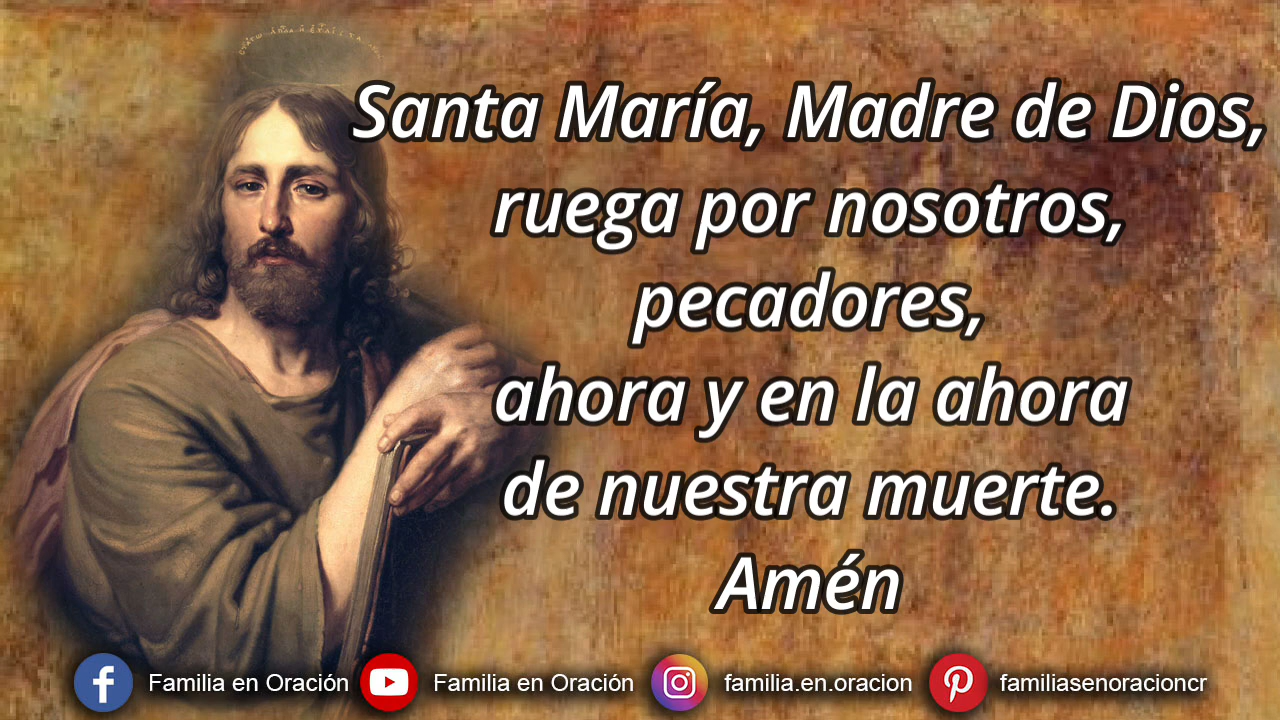 Santa María, Madre de Dios,
ruega por nosotros,
pecadores,
ahora y en la ahora
de nuestra muerte.
Amén
Familia en Oración
Familia en Oración
familia.en.oracion
familiasenoracioncr